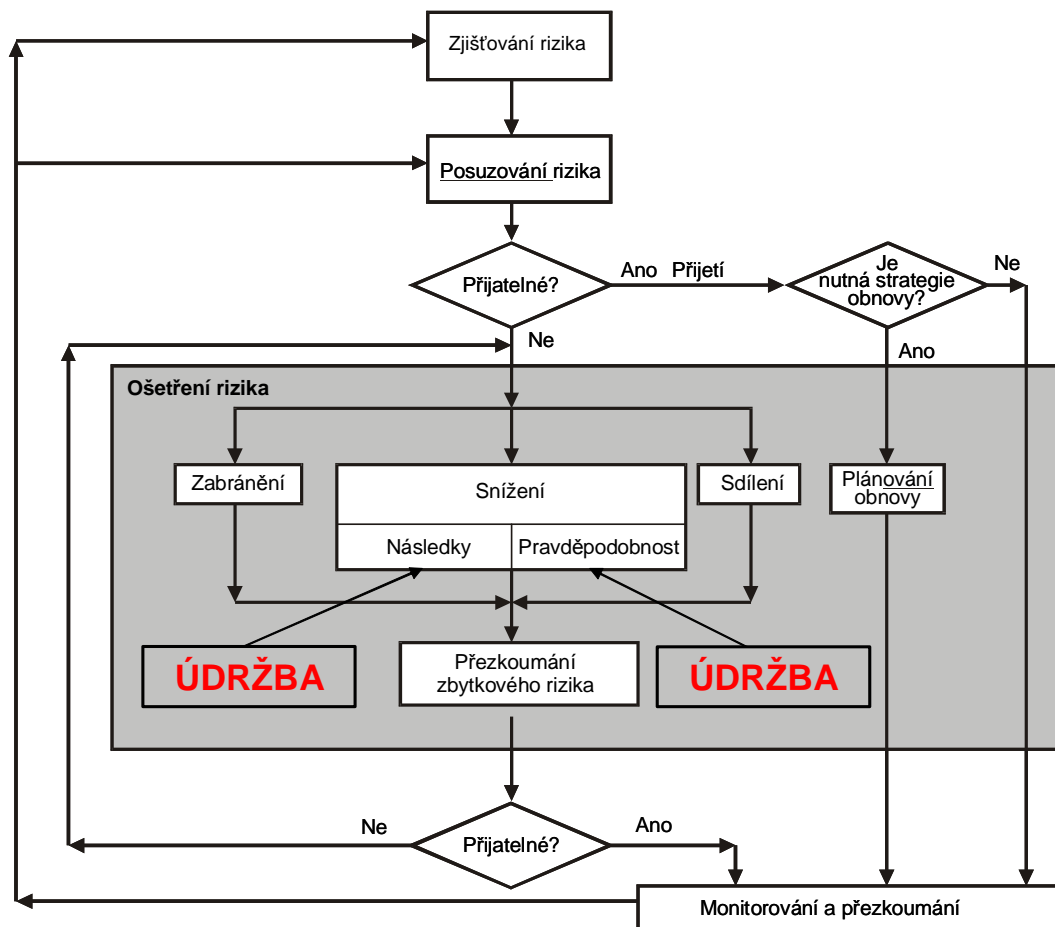 Zjišťování rizika
Posuzování rizika
Přijatelné?
Ano Přijetí
Je
nutná strategie
obnovy?
Ne
Ne
Ano
Ošetření rizika
Zabránění
Snížení
Sdílení
Plánování
obnovy
Následky
Pravděpodobnost
ÚDRŽBA
Přezkoumání
zbytkového rizika
ÚDRŽBA
Ne
Přijatelné?
Ano
Monitorování a přezkoumání